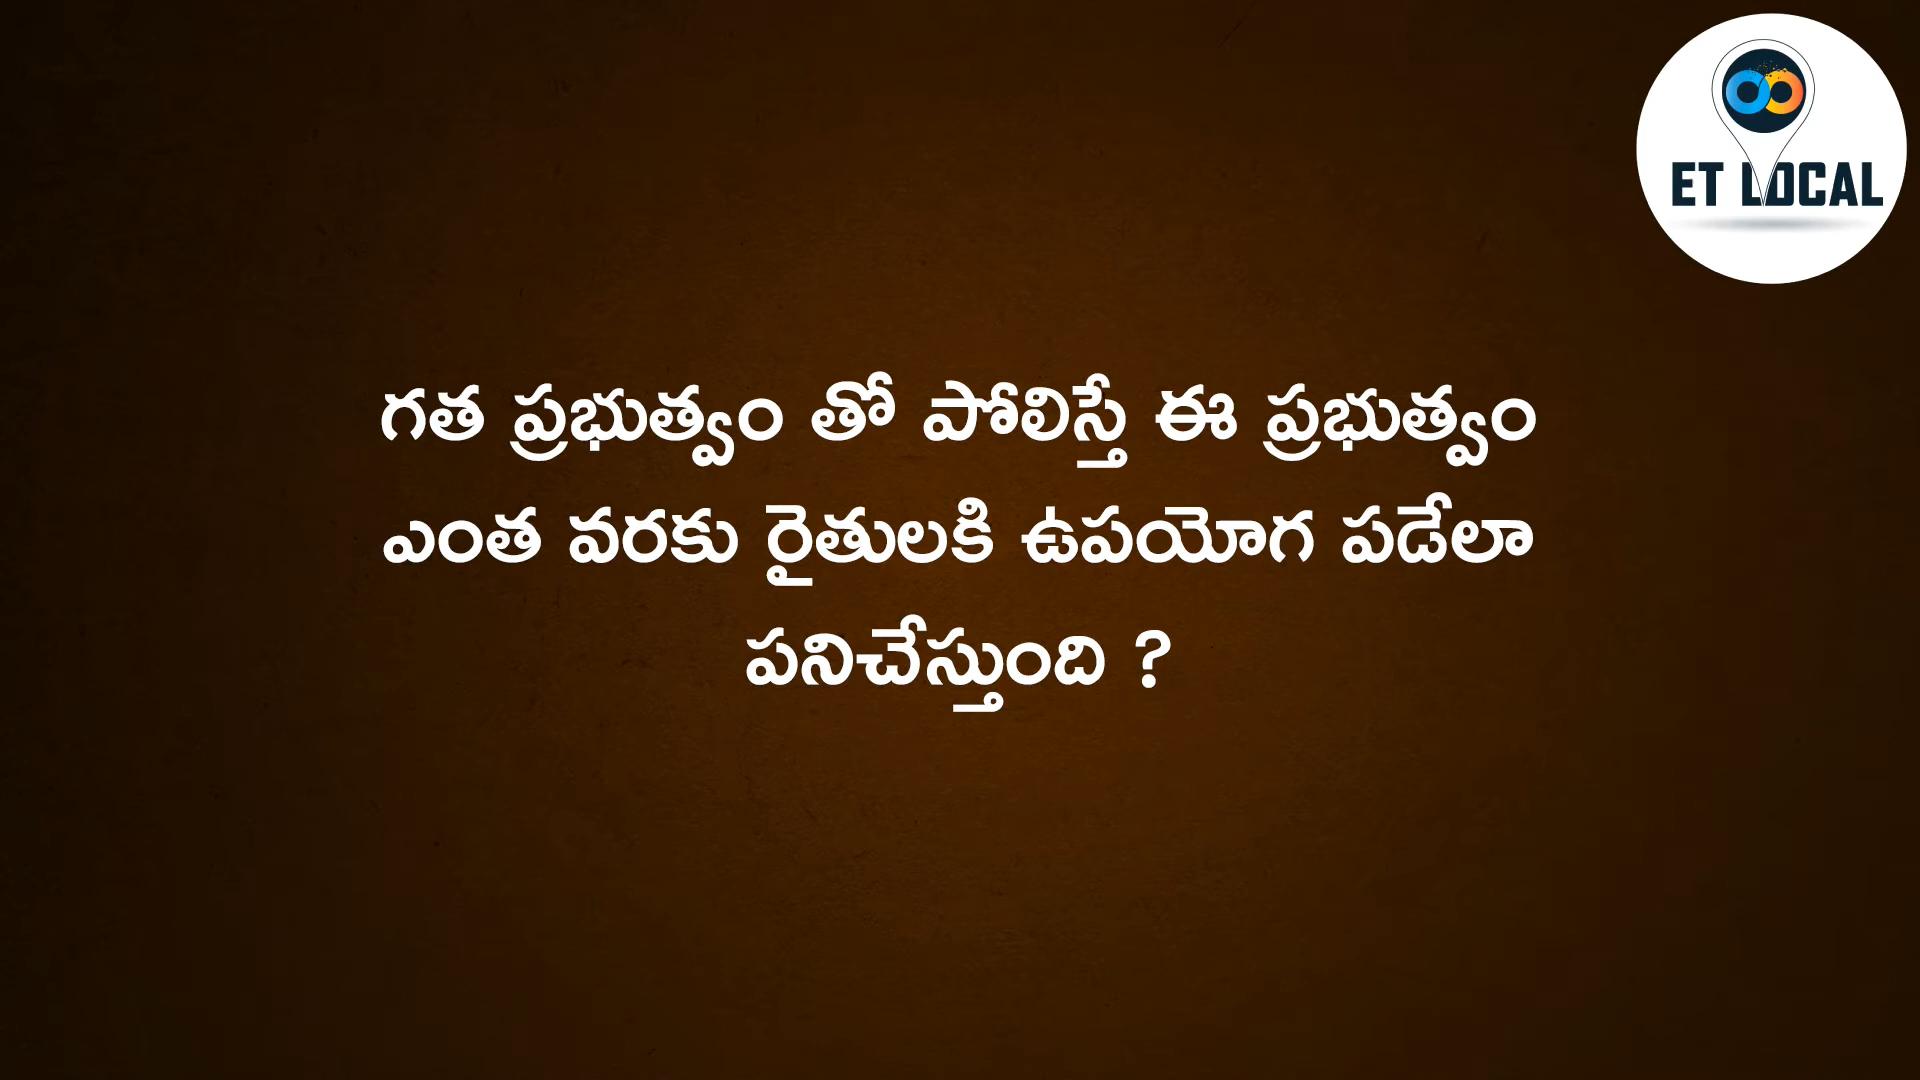 ET LOCAL
గత ప్రభుత్వం తో పోలిస్తే ఈ ప్రభుత్వం
ఎంత వరకు రైతులకి ఉపయోగ పడేలా
పనిచేస్తుంది ?